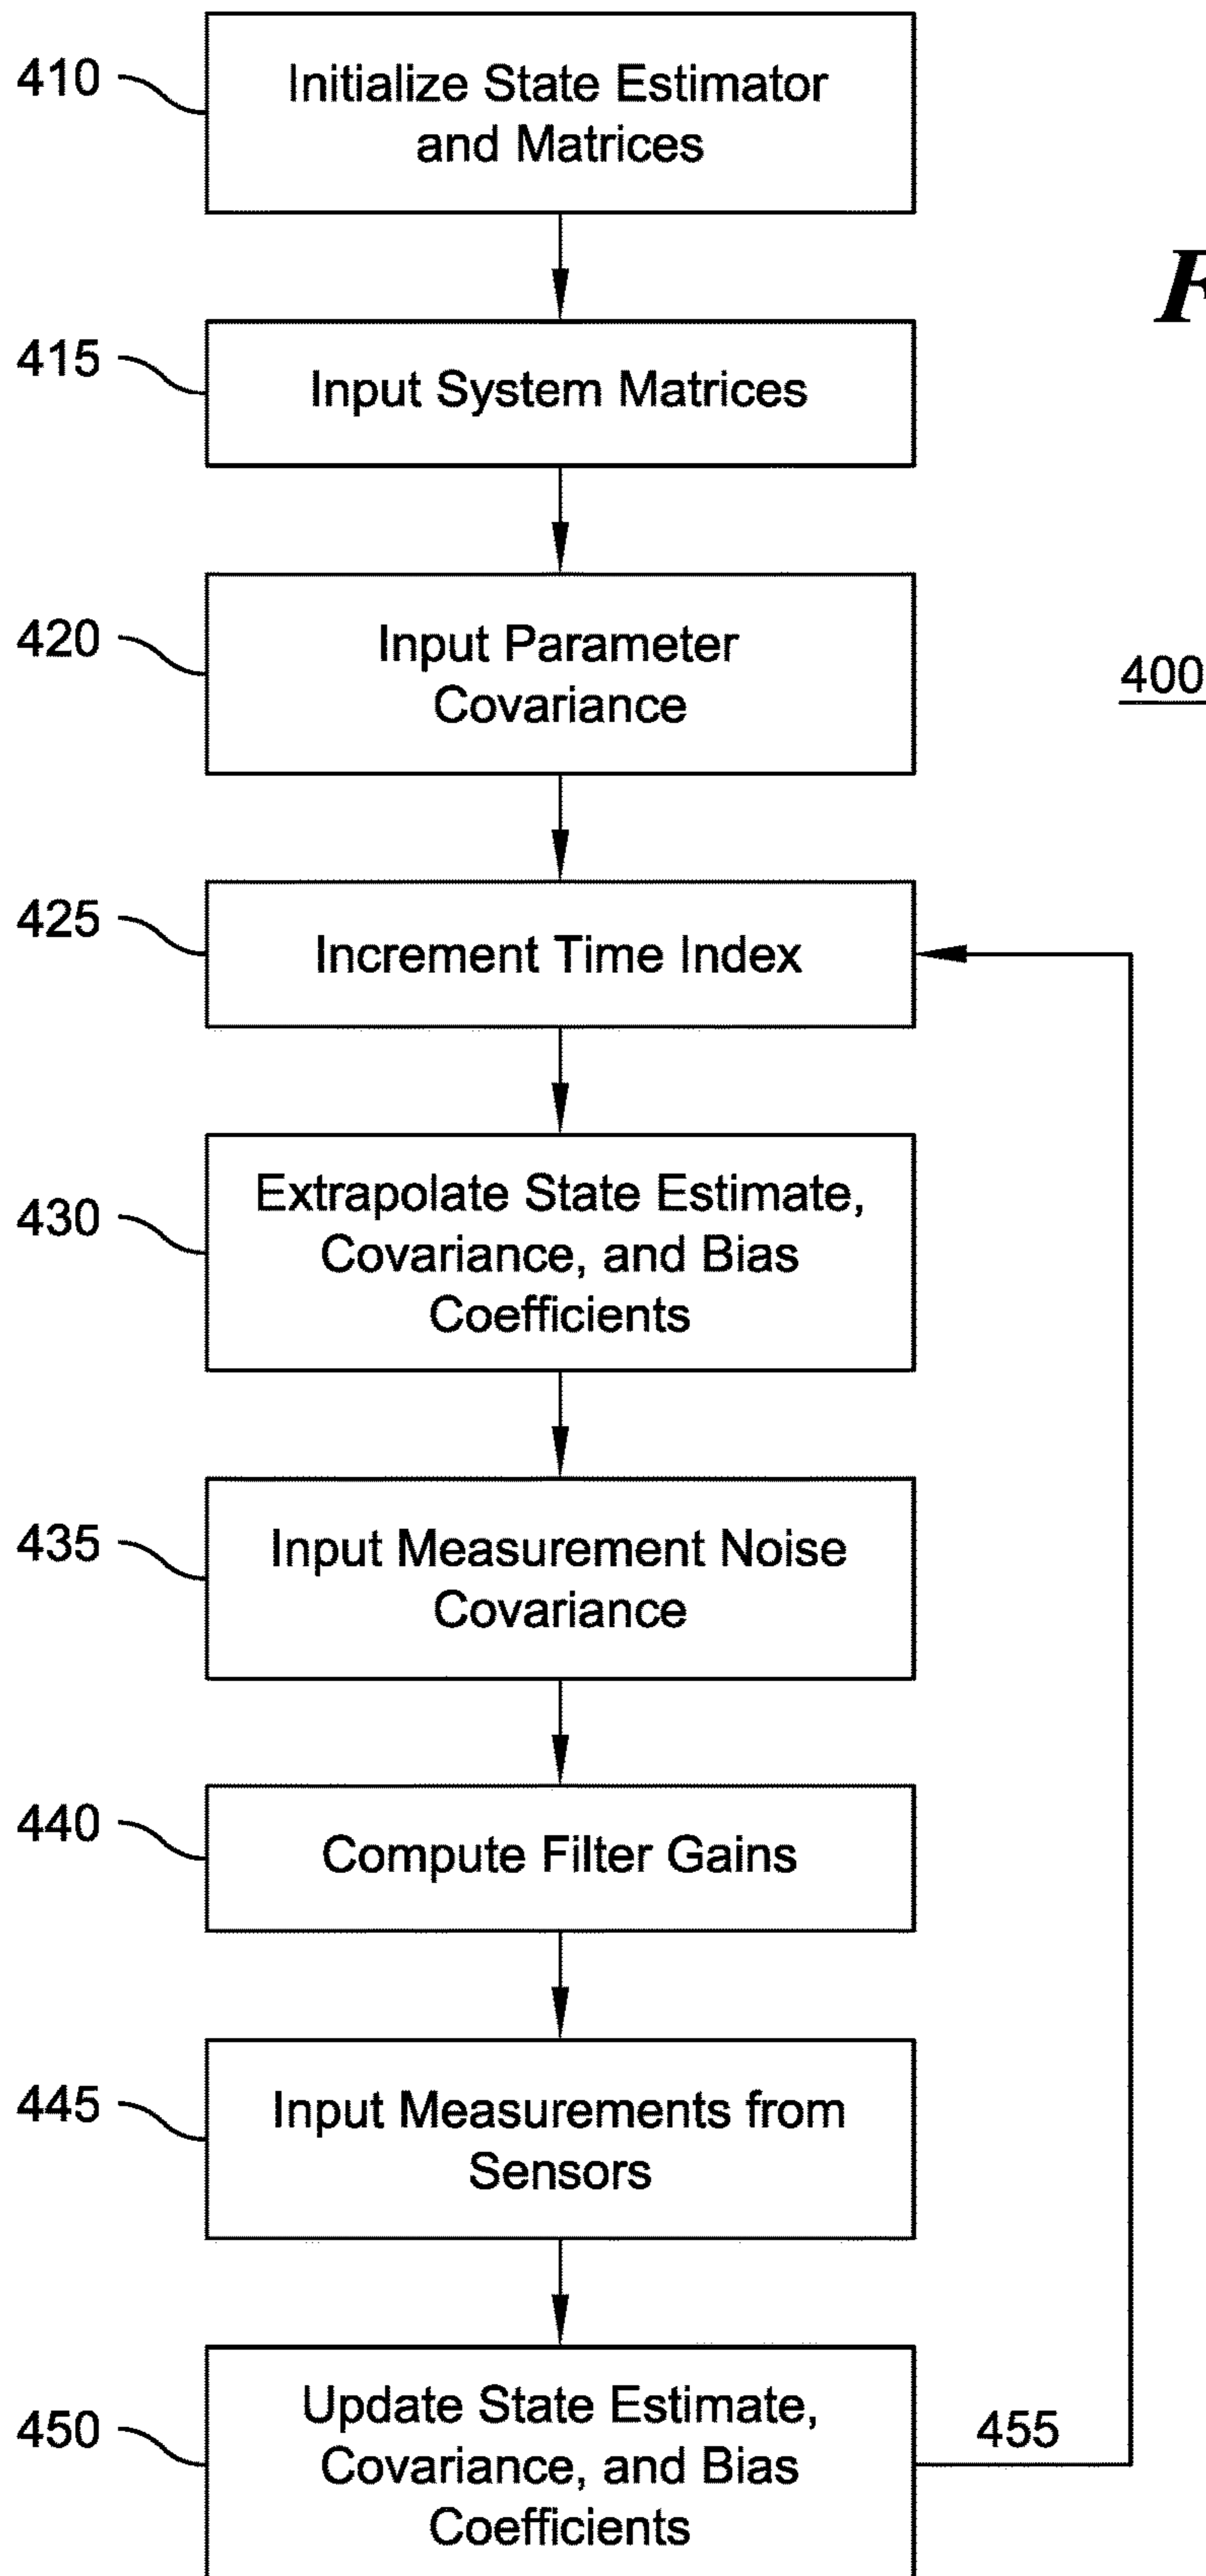 410
Initialize State Estimator
and Matrices
F
415
Input System Matrices
420
Input Parameter
Covariance
400
425
Increment Time Index
430
Extrapolate State Estimate,
Covariance, and Bias
Coefficients
435
Input Measurement Noise
Covariance
440
Compute Filter Gains
445
Input Measurements from
Sensors
450
Update State Estimate,
Covariance, and Bias
Coefficients
455